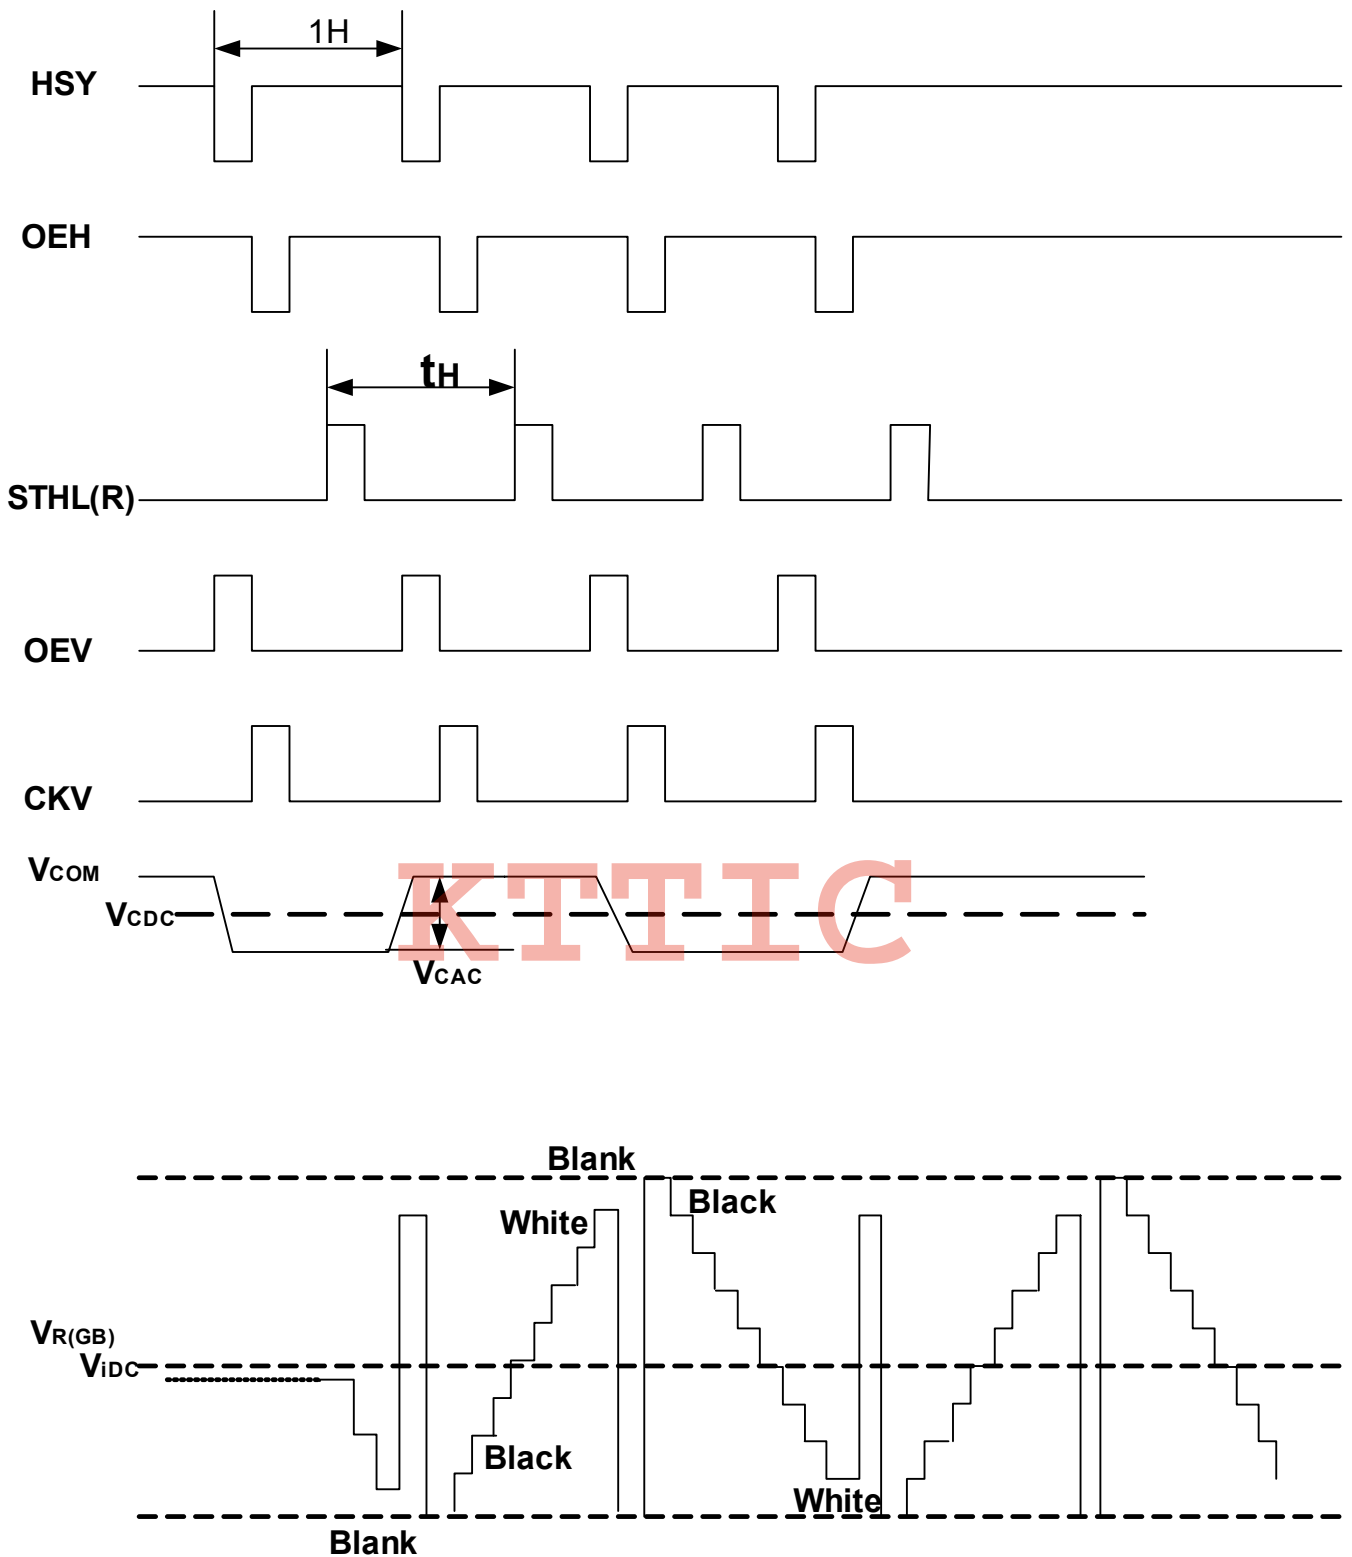 1H
HSY
OEH
tH
STHL(R)
OEV
CKV
VCOM
VCDC
KTTIC
VCAC
Blank
Black
White
VR(GB)
ViDC
Black
White
Blank